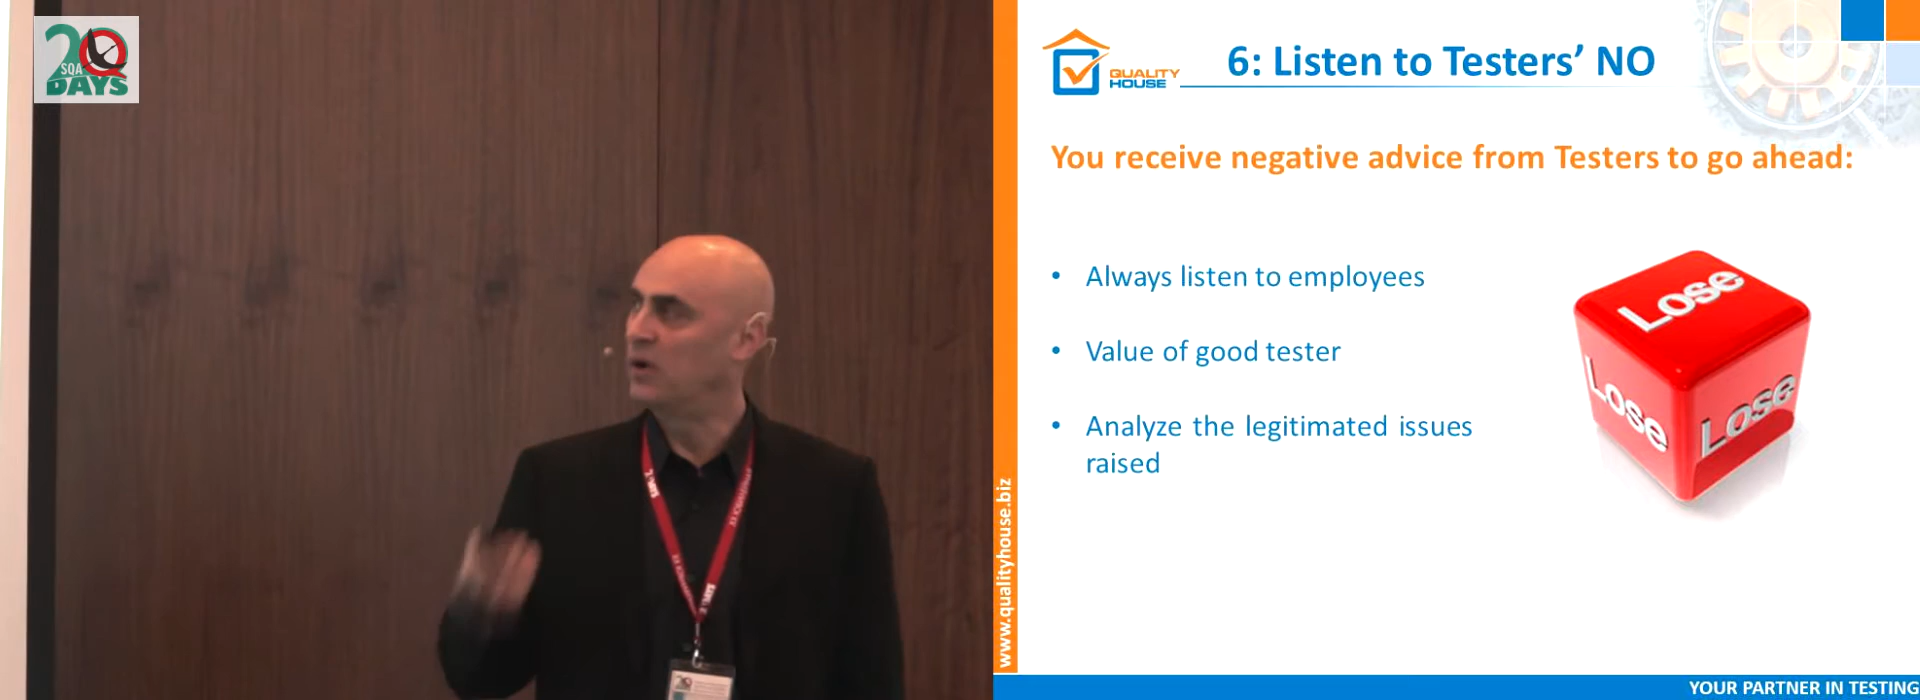 2Q
SQA
DAYS
QUALITY
HOUSE
6: Listen to Testers’ NO
You receive negative advice from Testers to go ahead:
• Always listen to employees
• Value of good tester
• Analyze the legitimated issues
raised
Lose
Lose
Lose
www.qualityhouse.biz
YOUR PARTNER IN TESTING